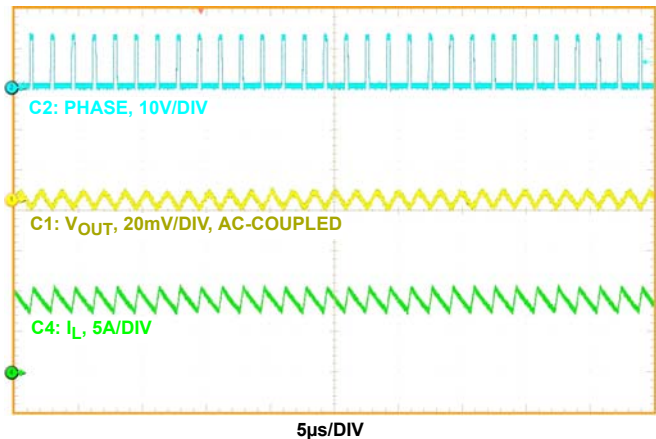 C2: PHASE, 10V/DIV
C1: VOUT, 20mV/DIV, AC-COUPLED
C4: IL, 5A/DIV
5µs/DIV